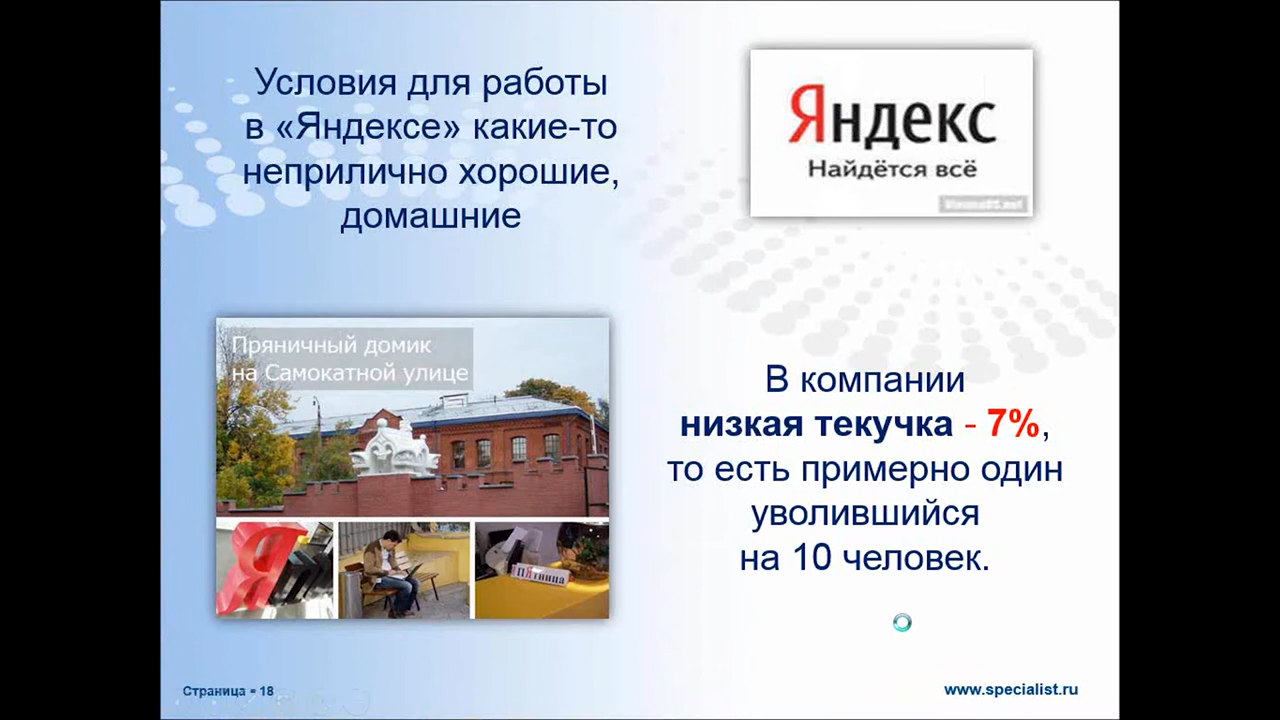 Условия для работы
в «Яндексе» какие-то
неприлично хорошие,
домашние
Яндекс
Найдётся всё
Пряничный домик
на Самокатной улице
Пятница
В компании
низкая текучка - 7%,
то есть примерно один
уволившийся
на 10 человек.
Страница ▪ 18
www.specialist.ru